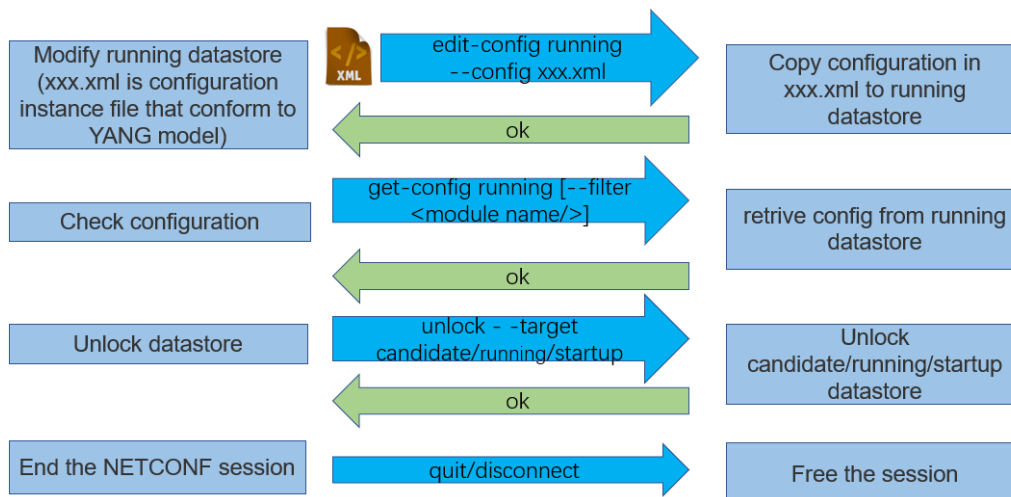 Modify running datastore
(xxx.xml is configuration
instance file that conform to
YANG model)
</>
XML
edit-config running
--config xxx.xml
Copy configuration in
xxx.xml to running
datastore
ok
Check configuration
get-config running [--filter
<module name/>]
retrive config from running
datastore
ok
Unlock datastore
unlock - -target
candidate/running/startup
Unlock
candidate/running/startup
datastore
ok
End the NETCONF session
quit/disconnect
Free the session